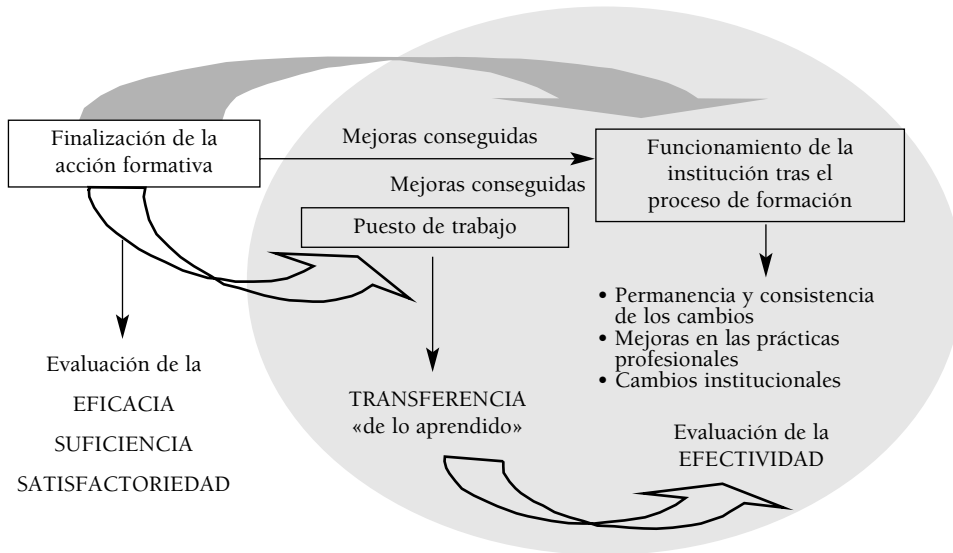 Finalización de la
acción formativa
Mejoras conseguidas
Funcionamiento de la
institución tras el
proceso de formación
Mejoras conseguidas
Puesto de trabajo
• Permanencia y consistencia
de los cambios
• Mejoras en las prácticas
profesionales
• Cambios institucionales
Evaluación de la
EFICACIA
SUFICIENCIA
SATISFACTORIEDAD
TRANSFERENCIA
«de lo aprendido»
Evaluación de la
EFECTIVIDAD